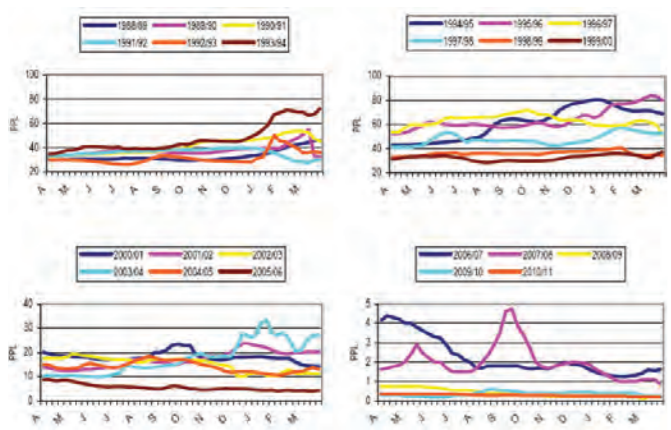 1988/89 1989/90 1990/91
1991/92 1992/93 1993/94
PPL
100
80
60
40
20
A M J J A S O N D J F M
1994/95 1995/96 1996/97
1997/98 1998/99 1999/00
PPL
100
80
60
40
20
A M J J A S O N D J F M
2000/01 2001/02 2002/03
2003/04 2004/05 2005/06
PPL
40
30
20
10
0
A M J J A S O N D J F M
2006/07 2007/08 2008/09
2009/10 2010/11
PPL
5
4
3
2
1
0
A M J J A S O N D J F M